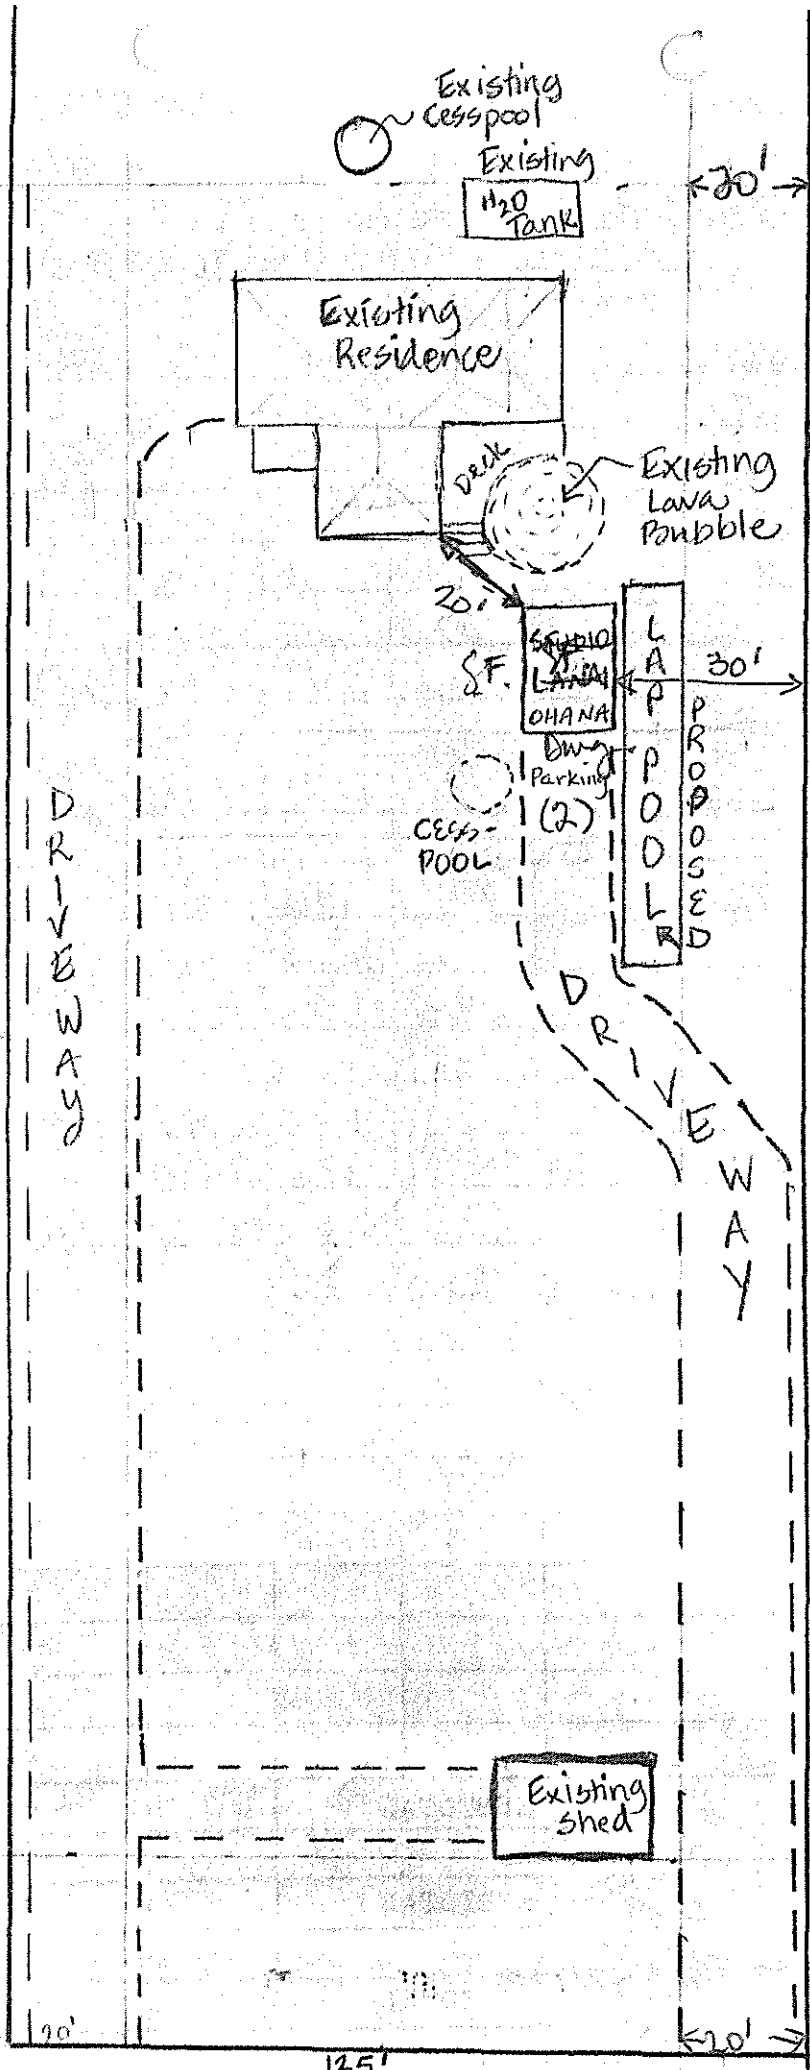 Existing
Cesspool
Existing
H2O
Tank
20'
Existing
Residence
Deck
Existing
Lava
Bubble
20'
STUDIO
S.F.
LANAI
OHANA
LAP POOL
30'
PROPOSED
Dwg
Parking
(2)
CESS-
POOL
DRIVEWAY
DRIVEWAY
Existing
Shed
20'
20'
125'